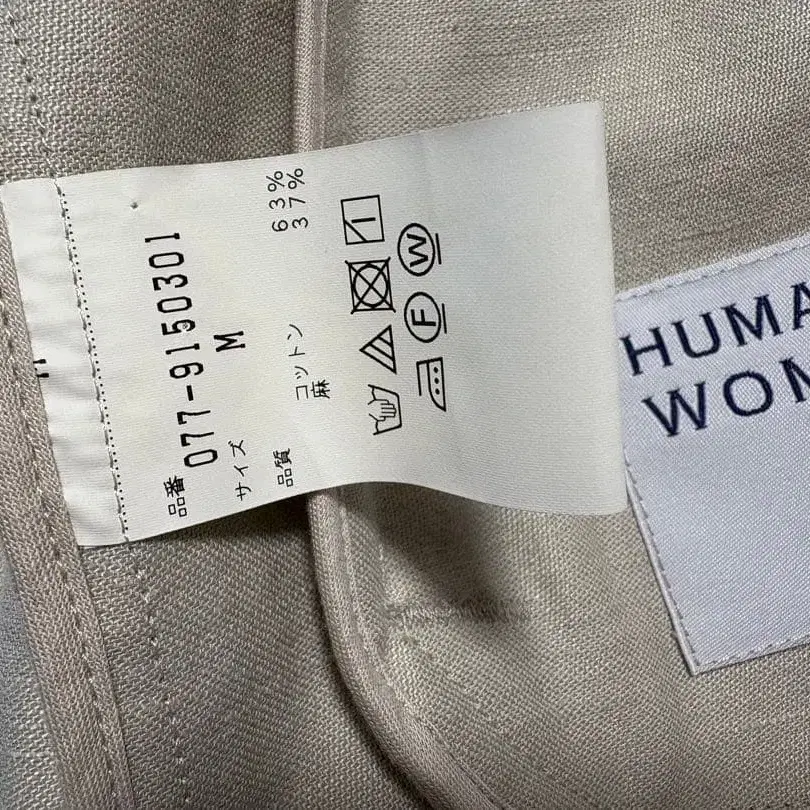 品番
077-9150301
サイズ M
品質
コットン 63%
麻 37%
F W
HUMA
WOM